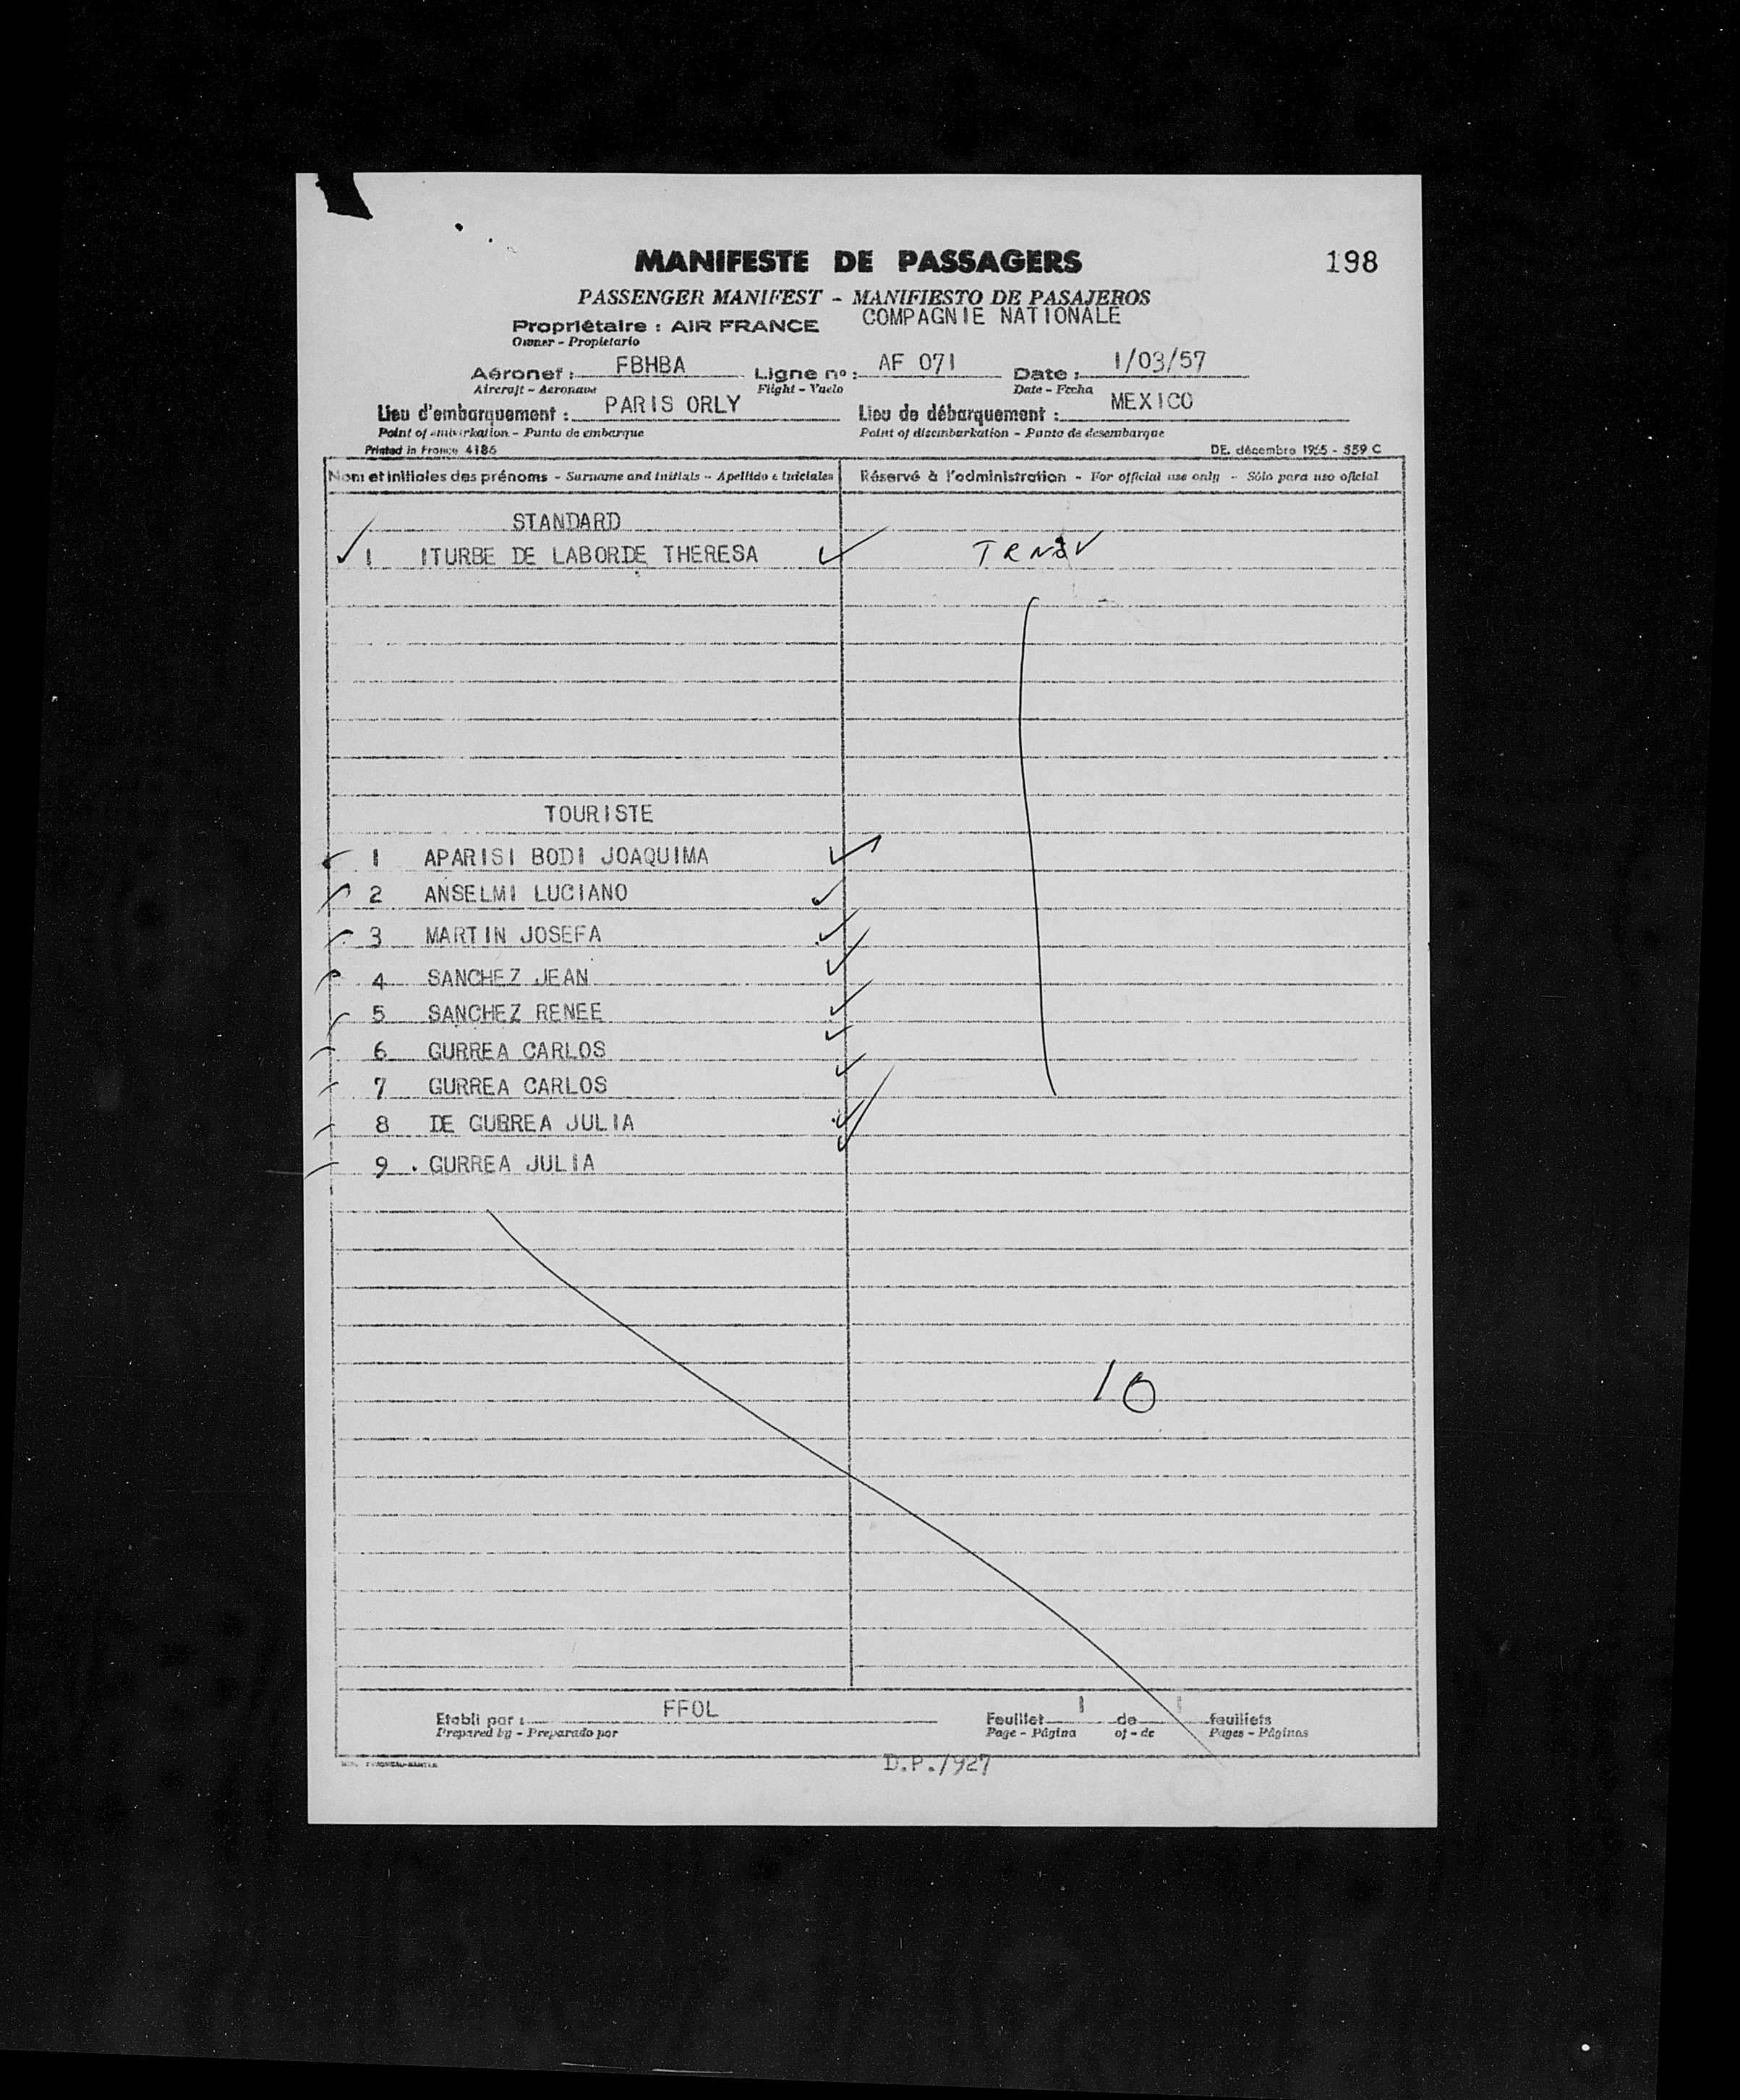 MANIFESTE DE PASSAGERS
198
PASSENGER MANIFEST - MANIFIESTO DE PASAJEROS
Propriétaire : AIR FRANCE COMPAGNIE NATIONALE
Owner - Propietario
Aéronef : FBHBA Ligne nº : AF 071 Date : 1/03/57
Aircraft - Aeronave Flight - Vuelo Date - Fecha
Lieu d'embarquement : PARIS ORLY Lieu de débarquement : MEXICO
Point of embarkation - Punto de embarque Point of disembarkation - Punto de desembarque
Printed in France 4186 DE. décembre 1955 - 559 C
Nom et initiales des prénoms - Surname and initials - Apellido e iniciales Réservé à l'administration - For official use only - Sólo para uso oficial
STANDARD
1 ITURBE DE LABORDE THERESA
TOURISTE
1 APARISI BODI JOAQUIMA
2 ANSELMI LUCIANO
3 MARTIN JOSEFA
4 SANCHEZ JEAN
5 SANCHEZ RENEE
6 GURREA CARLOS
7 GURREA CARLOS
8 DE GURREA JULIA
9 . GURREA JULIA
10
Etabli par : FFOL Feuillet 1 de 1 feuillets
Prepared by - Preparado por Page - Página of - de Pages - Páginas
D.P./927